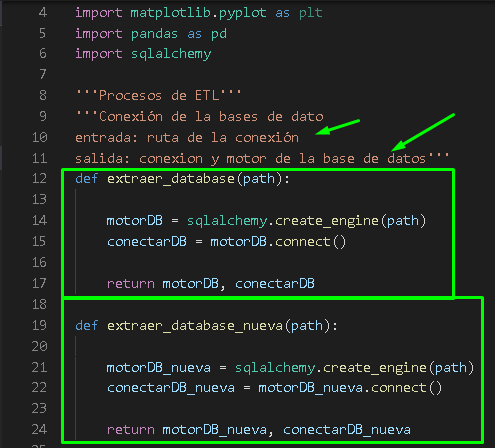 4 import matplotlib.pyplot as plt
5 import pandas as pd
6 import sqlalchemy
7
8 '''Procesos de ETL'''
9 '''Conexión de la bases de dato
10 entrada: ruta de la conexión
11 salida: conexion y motor de la base de datos'''
12 def extraer_database(path):
13
14 motorDB = sqlalchemy.create_engine(path)
15 conectarDB = motorDB.connect()
16
17 return motorDB, conectarDB
18
19 def extraer_database_nueva(path):
20
21 motorDB_nueva = sqlalchemy.create_engine(path)
22 conectarDB_nueva = motorDB_nueva.connect()
23
24 return motorDB_nueva, conectarDB_nueva